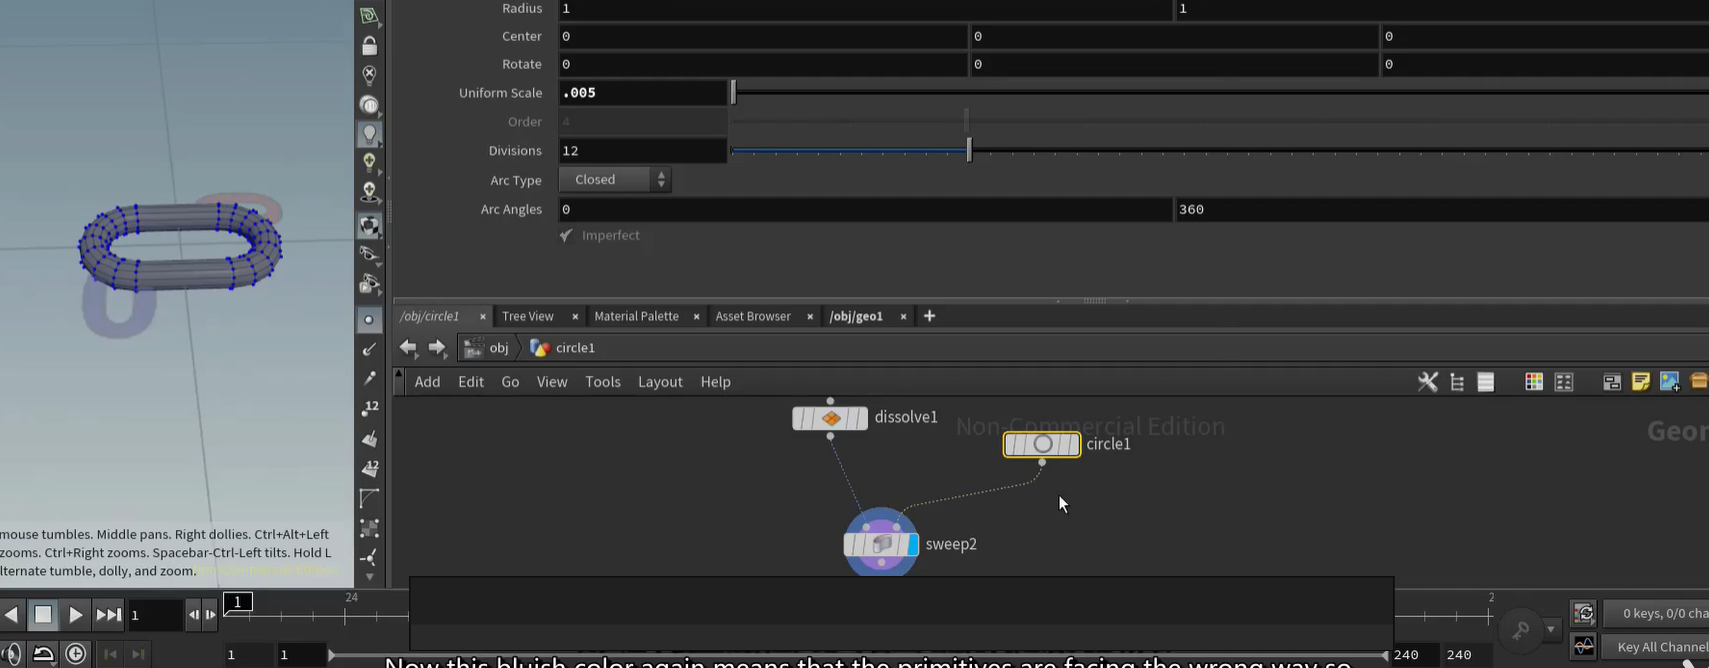 Radius 1 1
Center 0 0 0
Rotate 0 0 0
Uniform Scale .005
Order 4
Divisions 12
Arc Type Closed
Arc Angles 0 360
Imperfect
/obj/circle1 × Tree View × Material Palette × Asset Browser × /obj/geo1 × +
obj circle1
Add Edit Go View Tools Layout Help
12
12
dissolve1
Non-Commercial Edition
circle1
Geon
sweep2
mouse tumbles. Middle pans. Right dollies. Ctrl+Alt+Left
zooms. Ctrl+Right zooms. Spacebar-Ctrl-Left tilts. Hold L
lternate tumble, dolly, and zoom.
1 1 24 2
0 keys, 0/0 cha
1 1 240 240
Key All Channel
Now this bluish color again means that the primitives are facing the wrong way so